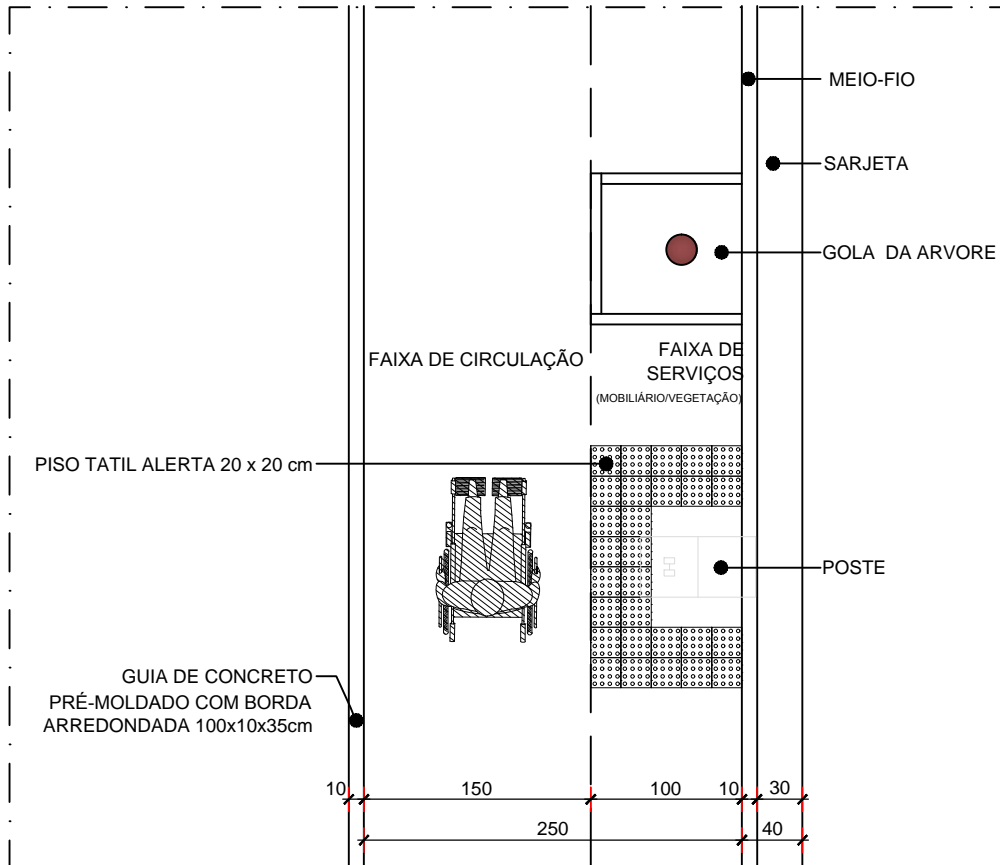 MEIO-FIO
SARJETA
GOLA  DA ARVORE
FAIXA DE CIRCULAÇÃO
FAIXA DE
SERVIÇOS
(MOBILIÁRIO/VEGETAÇÃO)
PISO TATIL ALERTA 20 x 20 cm
POSTE
GUIA DE CONCRETO
PRÉ-MOLDADO COM BORDA
ARREDONDADA 100x10x35cm
10 150 100 10 30
250 40